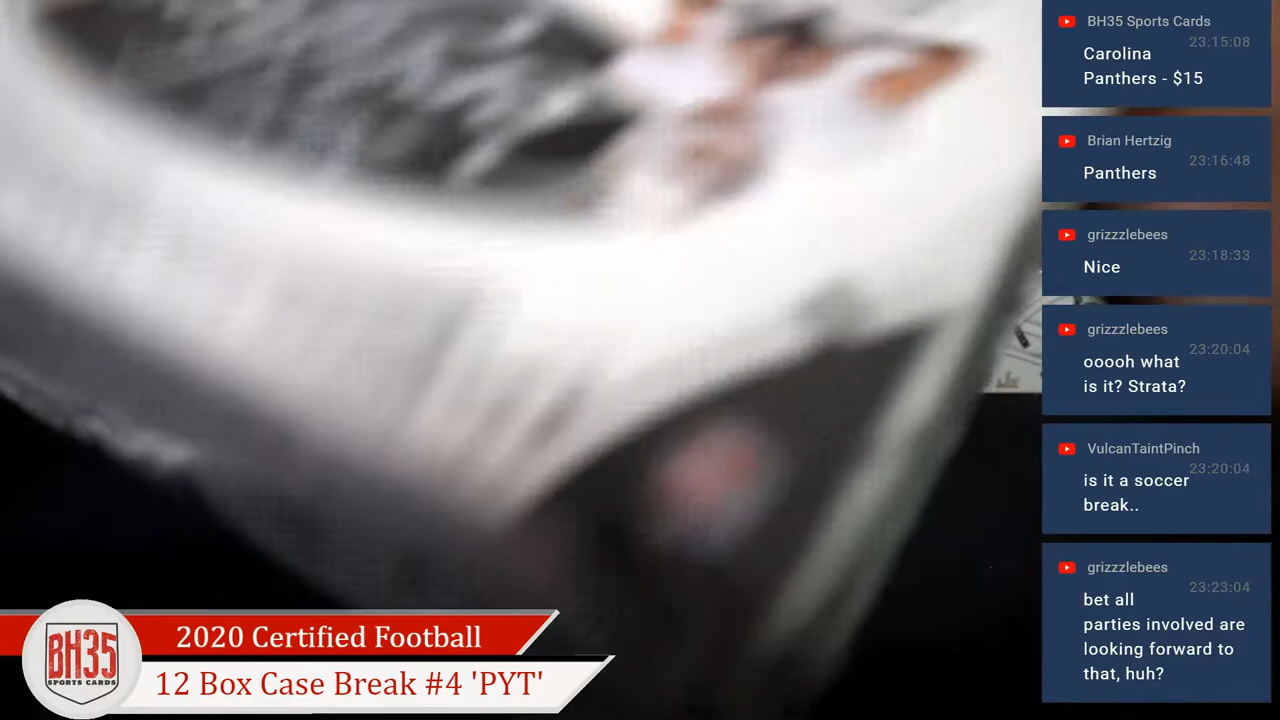 BH35 Sports Cards
23:15:08
Carolina
Panthers - $15
Brian Hertzig
23:16:48
Panthers
grizzzlebees
23:18:33
Nice
grizzzlebees
23:20:04
ooooh what
is it? Strata?
VulcanTaintPinch
23:20:04
is it a soccer
break..
grizzzlebees
23:23:04
bet all
parties involved are
looking forward to
that, huh?
2020 Certified Football
12 Box Case Break #4 'PYT'
BH35
SPORTS CARDS